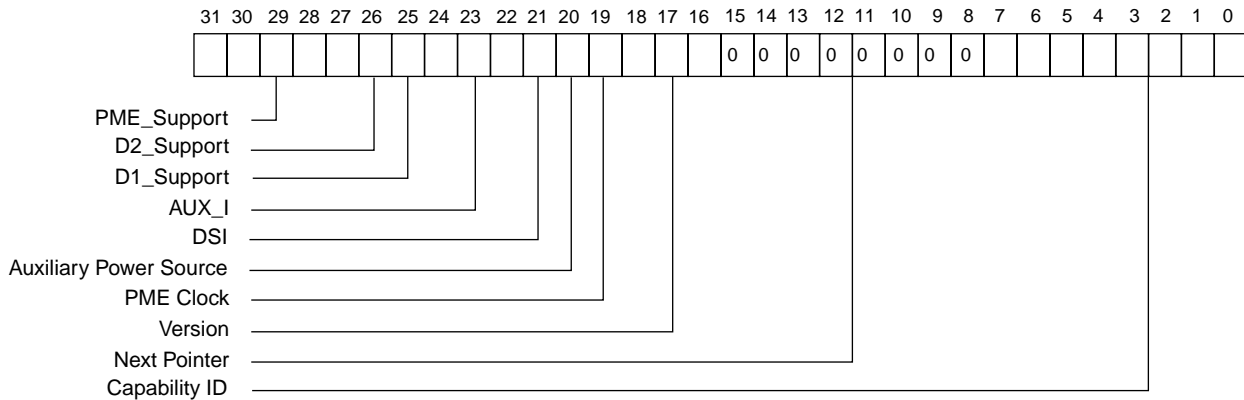 31 30 29 28 27 26 25 24 23 22 21 20 19 18 17 16 15 14 13 12 11 10 9 8 7 6 5 4 3 2 1 0
0 0 0 0 0 0 0 0
PME_Support
D2_Support
D1_Support
AUX_I
DSI
Auxiliary Power Source
PME Clock
Version
Next Pointer
Capability ID